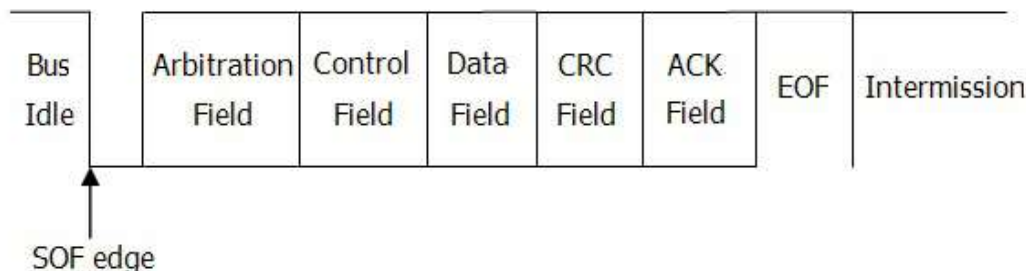 Bus
Idle
Arbitration
Field
Control
Field
Data
Field
CRC
Field
ACK
Field
EOF
Intermission
SOF edge